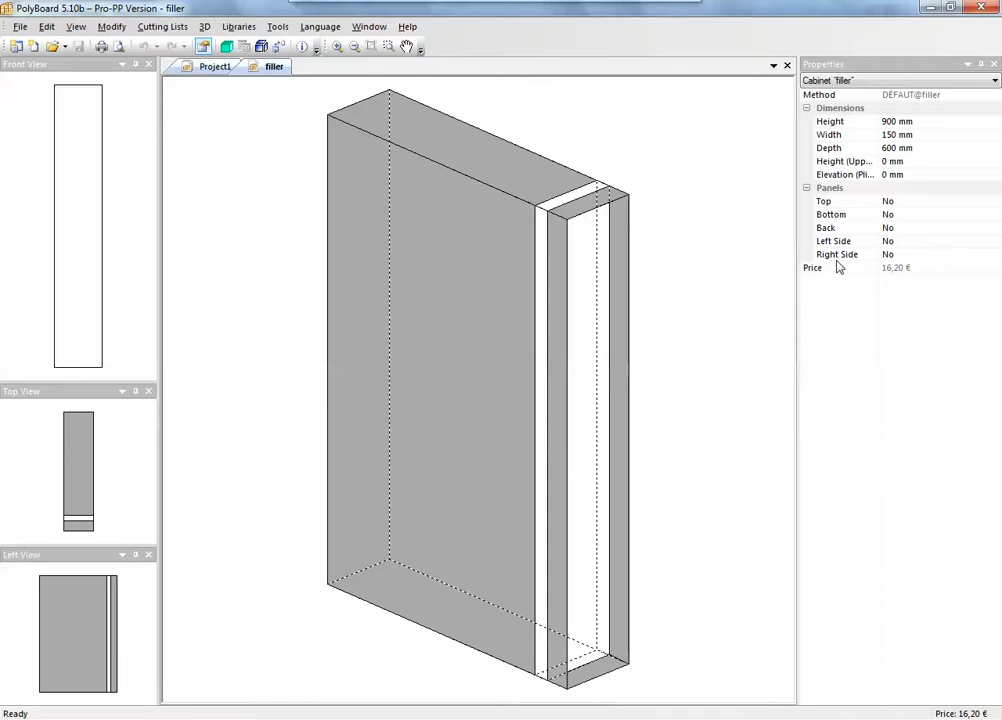 PolyBoard 5.10b - Pro-PP Version - filler
File Edit View Modify Cutting Lists 3D Libraries Tools Language Window Help
Front View
Top View
Left View
Project1 filler
Properties
Cabinet "filler"
Method DÉFAUT@filler
Dimensions
Height 900 mm
Width 150 mm
Depth 600 mm
Height (Upp... 0 mm
Elevation (Pli... 0 mm
Panels
Top No
Bottom No
Back No
Left Side No
Right Side No
Price 16,20 €
Ready Price: 16,20 €